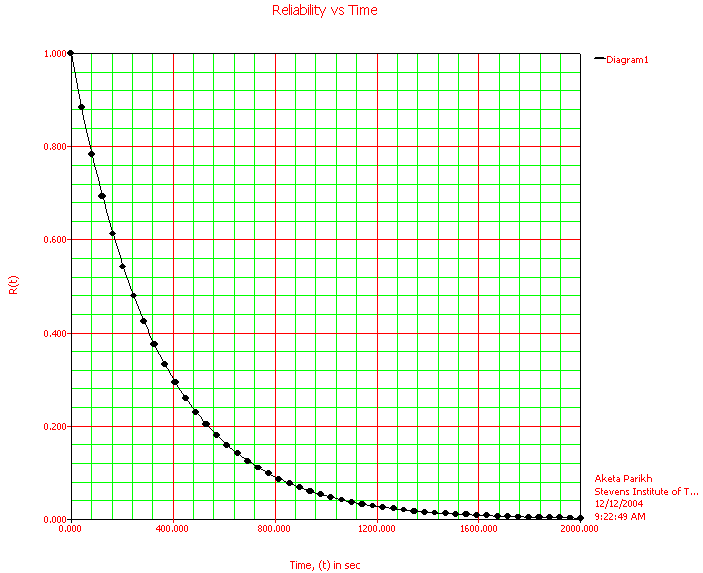 Reliability vs Time
1.000
0.800
0.600
0.400
0.200
0.000
R(t)
0.000 400.000 800.000 1200.000 1600.000 2000.000
Time, (t) in sec
Diagram1
Aketa Parikh
Stevens Institute of T...
12/12/2004
9:22:49 AM